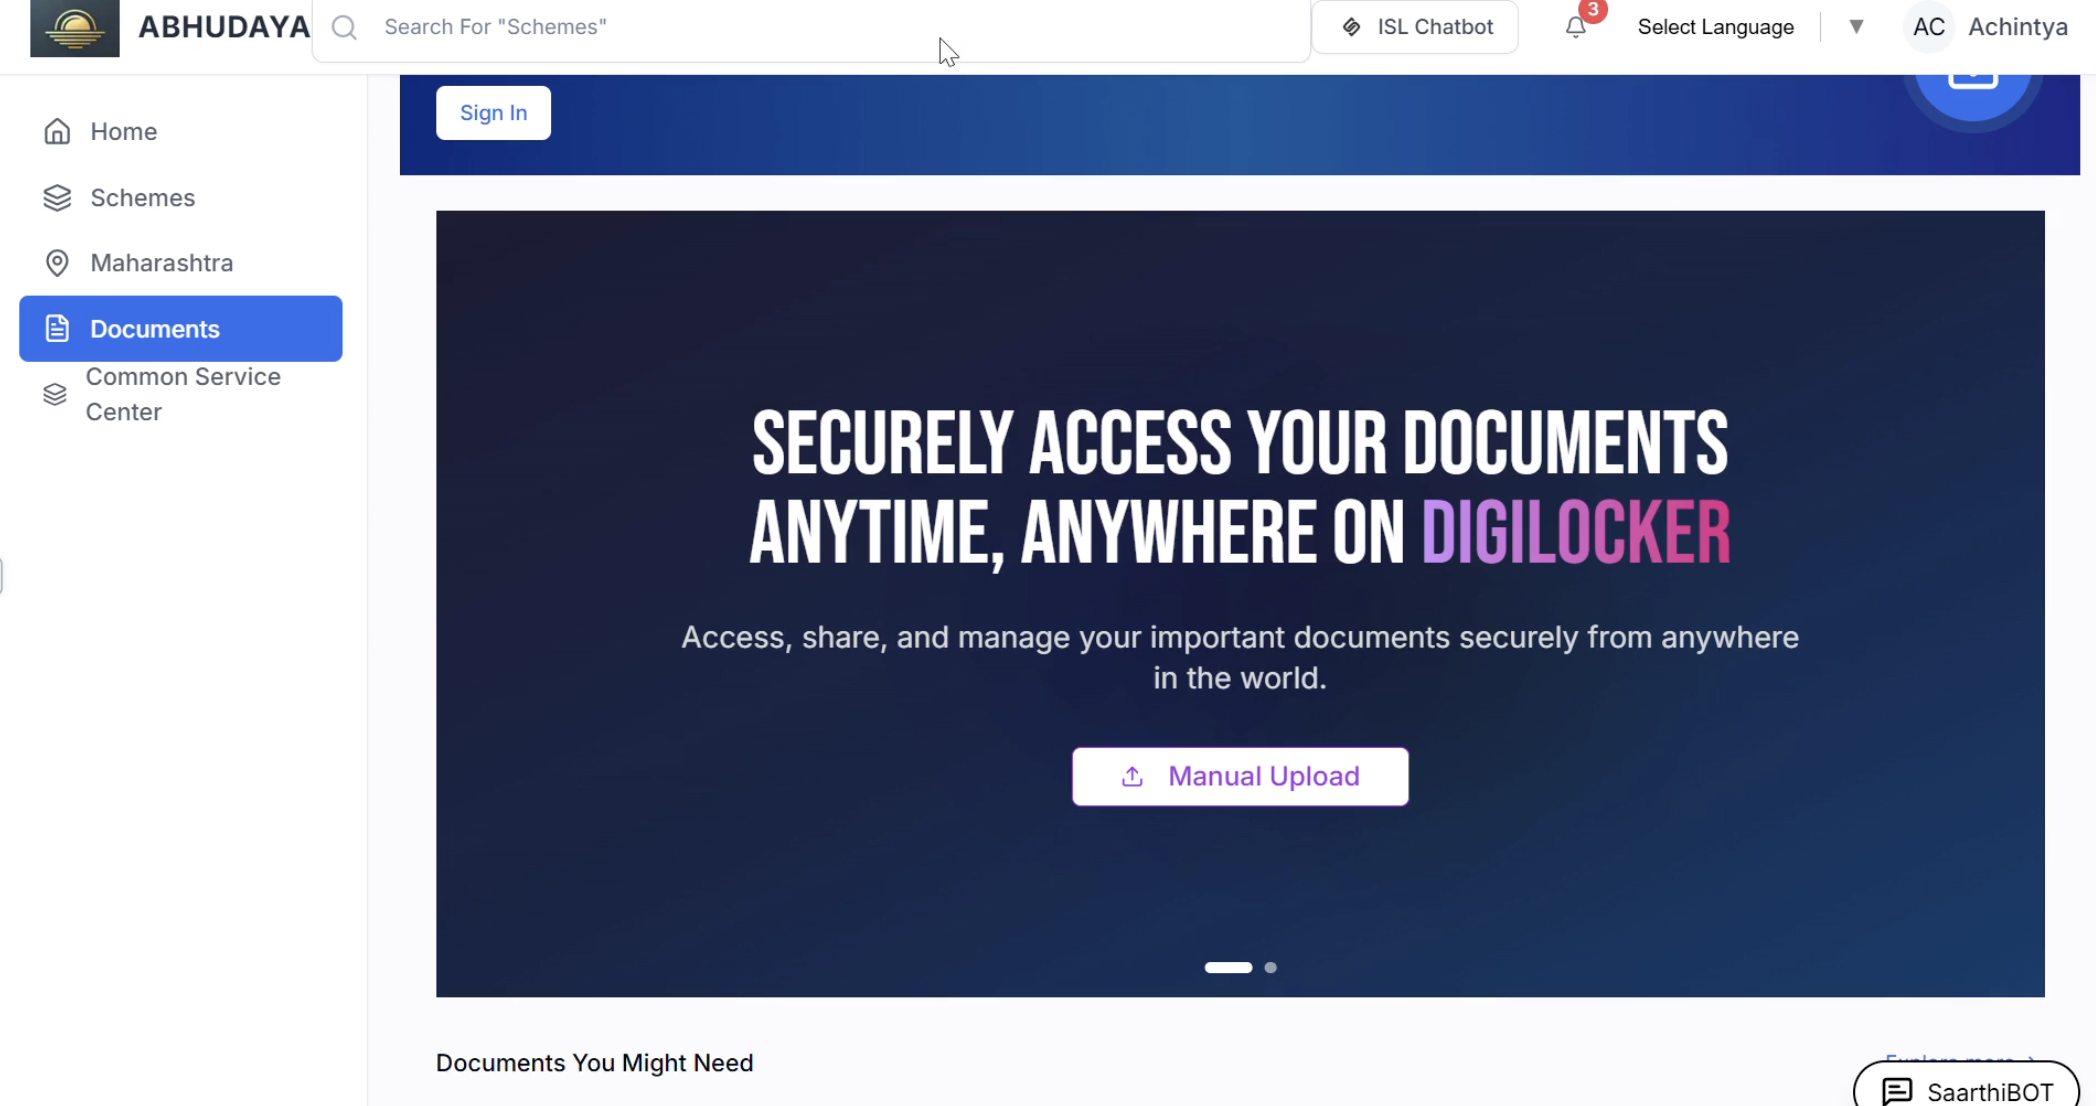 ABHUDAYA
Search For "Schemes"
ISL Chatbot
3
Select Language
▼
AC
Achintya
Home
Schemes
Maharashtra
Documents
Common Service
Center
Sign In
SECURELY ACCESS YOUR DOCUMENTS
ANYTIME, ANYWHERE ON DIGILOCKER
Access, share, and manage your important documents securely from anywhere
in the world.
Manual Upload
Documents You Might Need
Explore more
SaarthiBOT